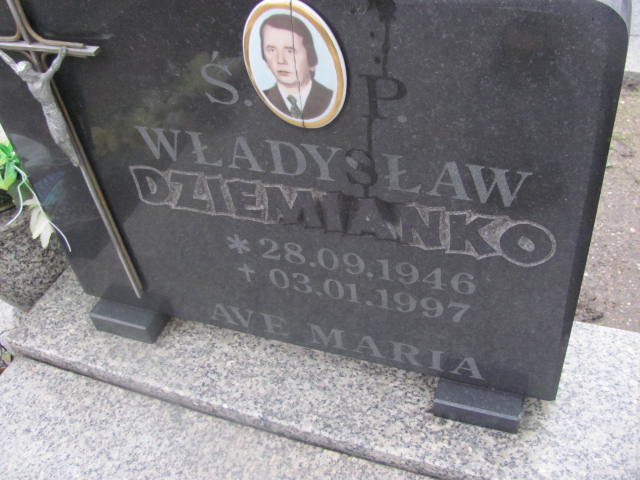 Ś. P.
WŁADYSŁAW
DZIEMIANKO
* 28.09.1946
† 03.01.1997
AVE MARIA